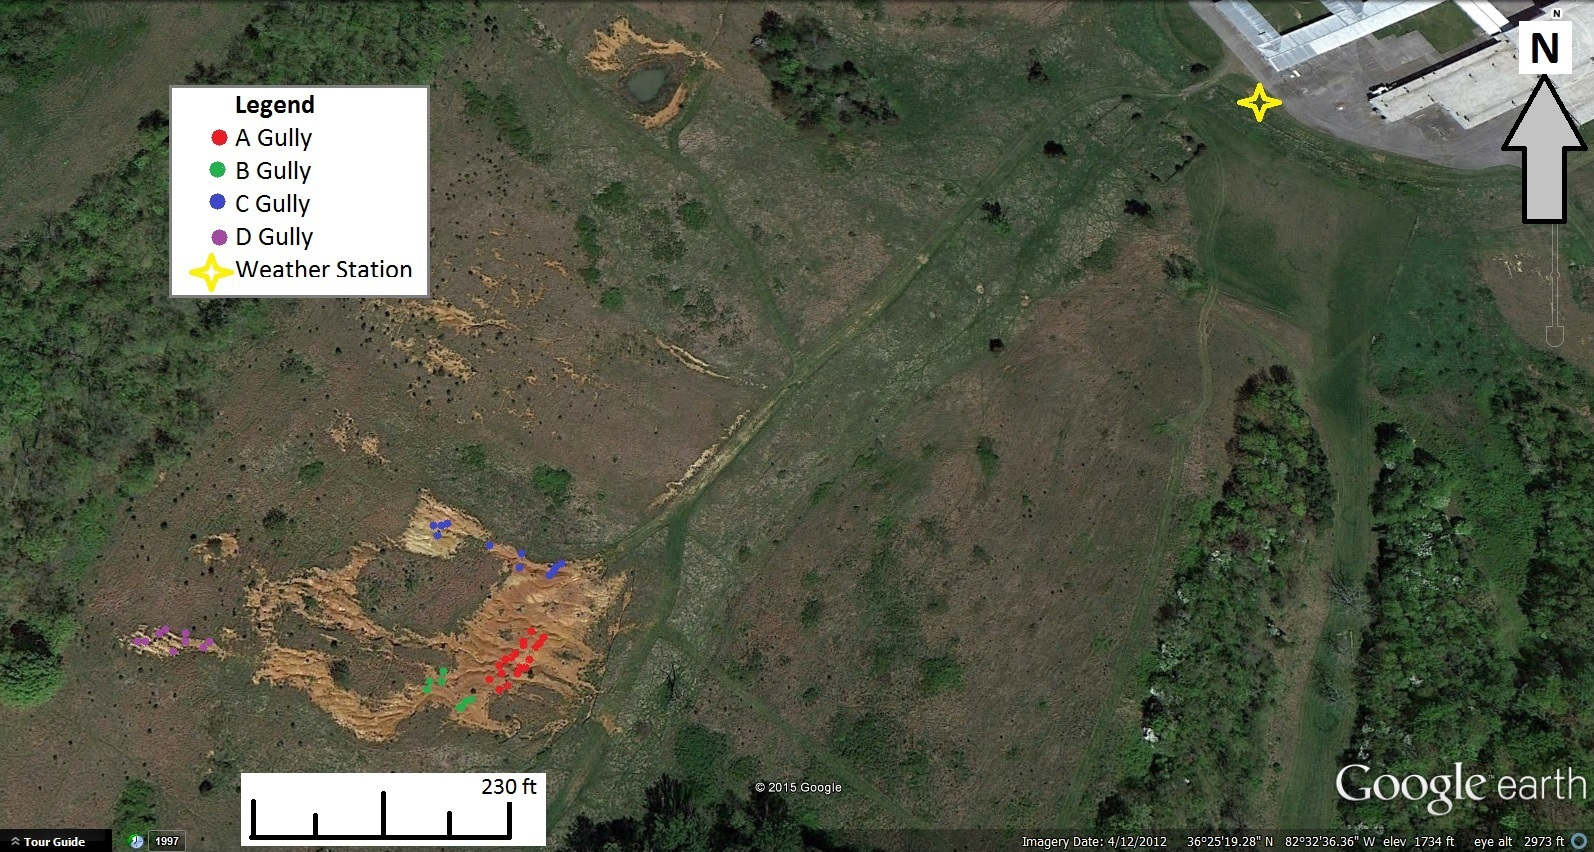 N
N
Legend
A Gully
B Gully
C Gully
D Gully
Weather Station
230 ft
© 2015 Google
Google earth
Tour Guide
1997
Imagery Date: 4/12/2012 36°25'19.28" N 82°32'36.36" W elev 1734 ft eye alt 2973 ft